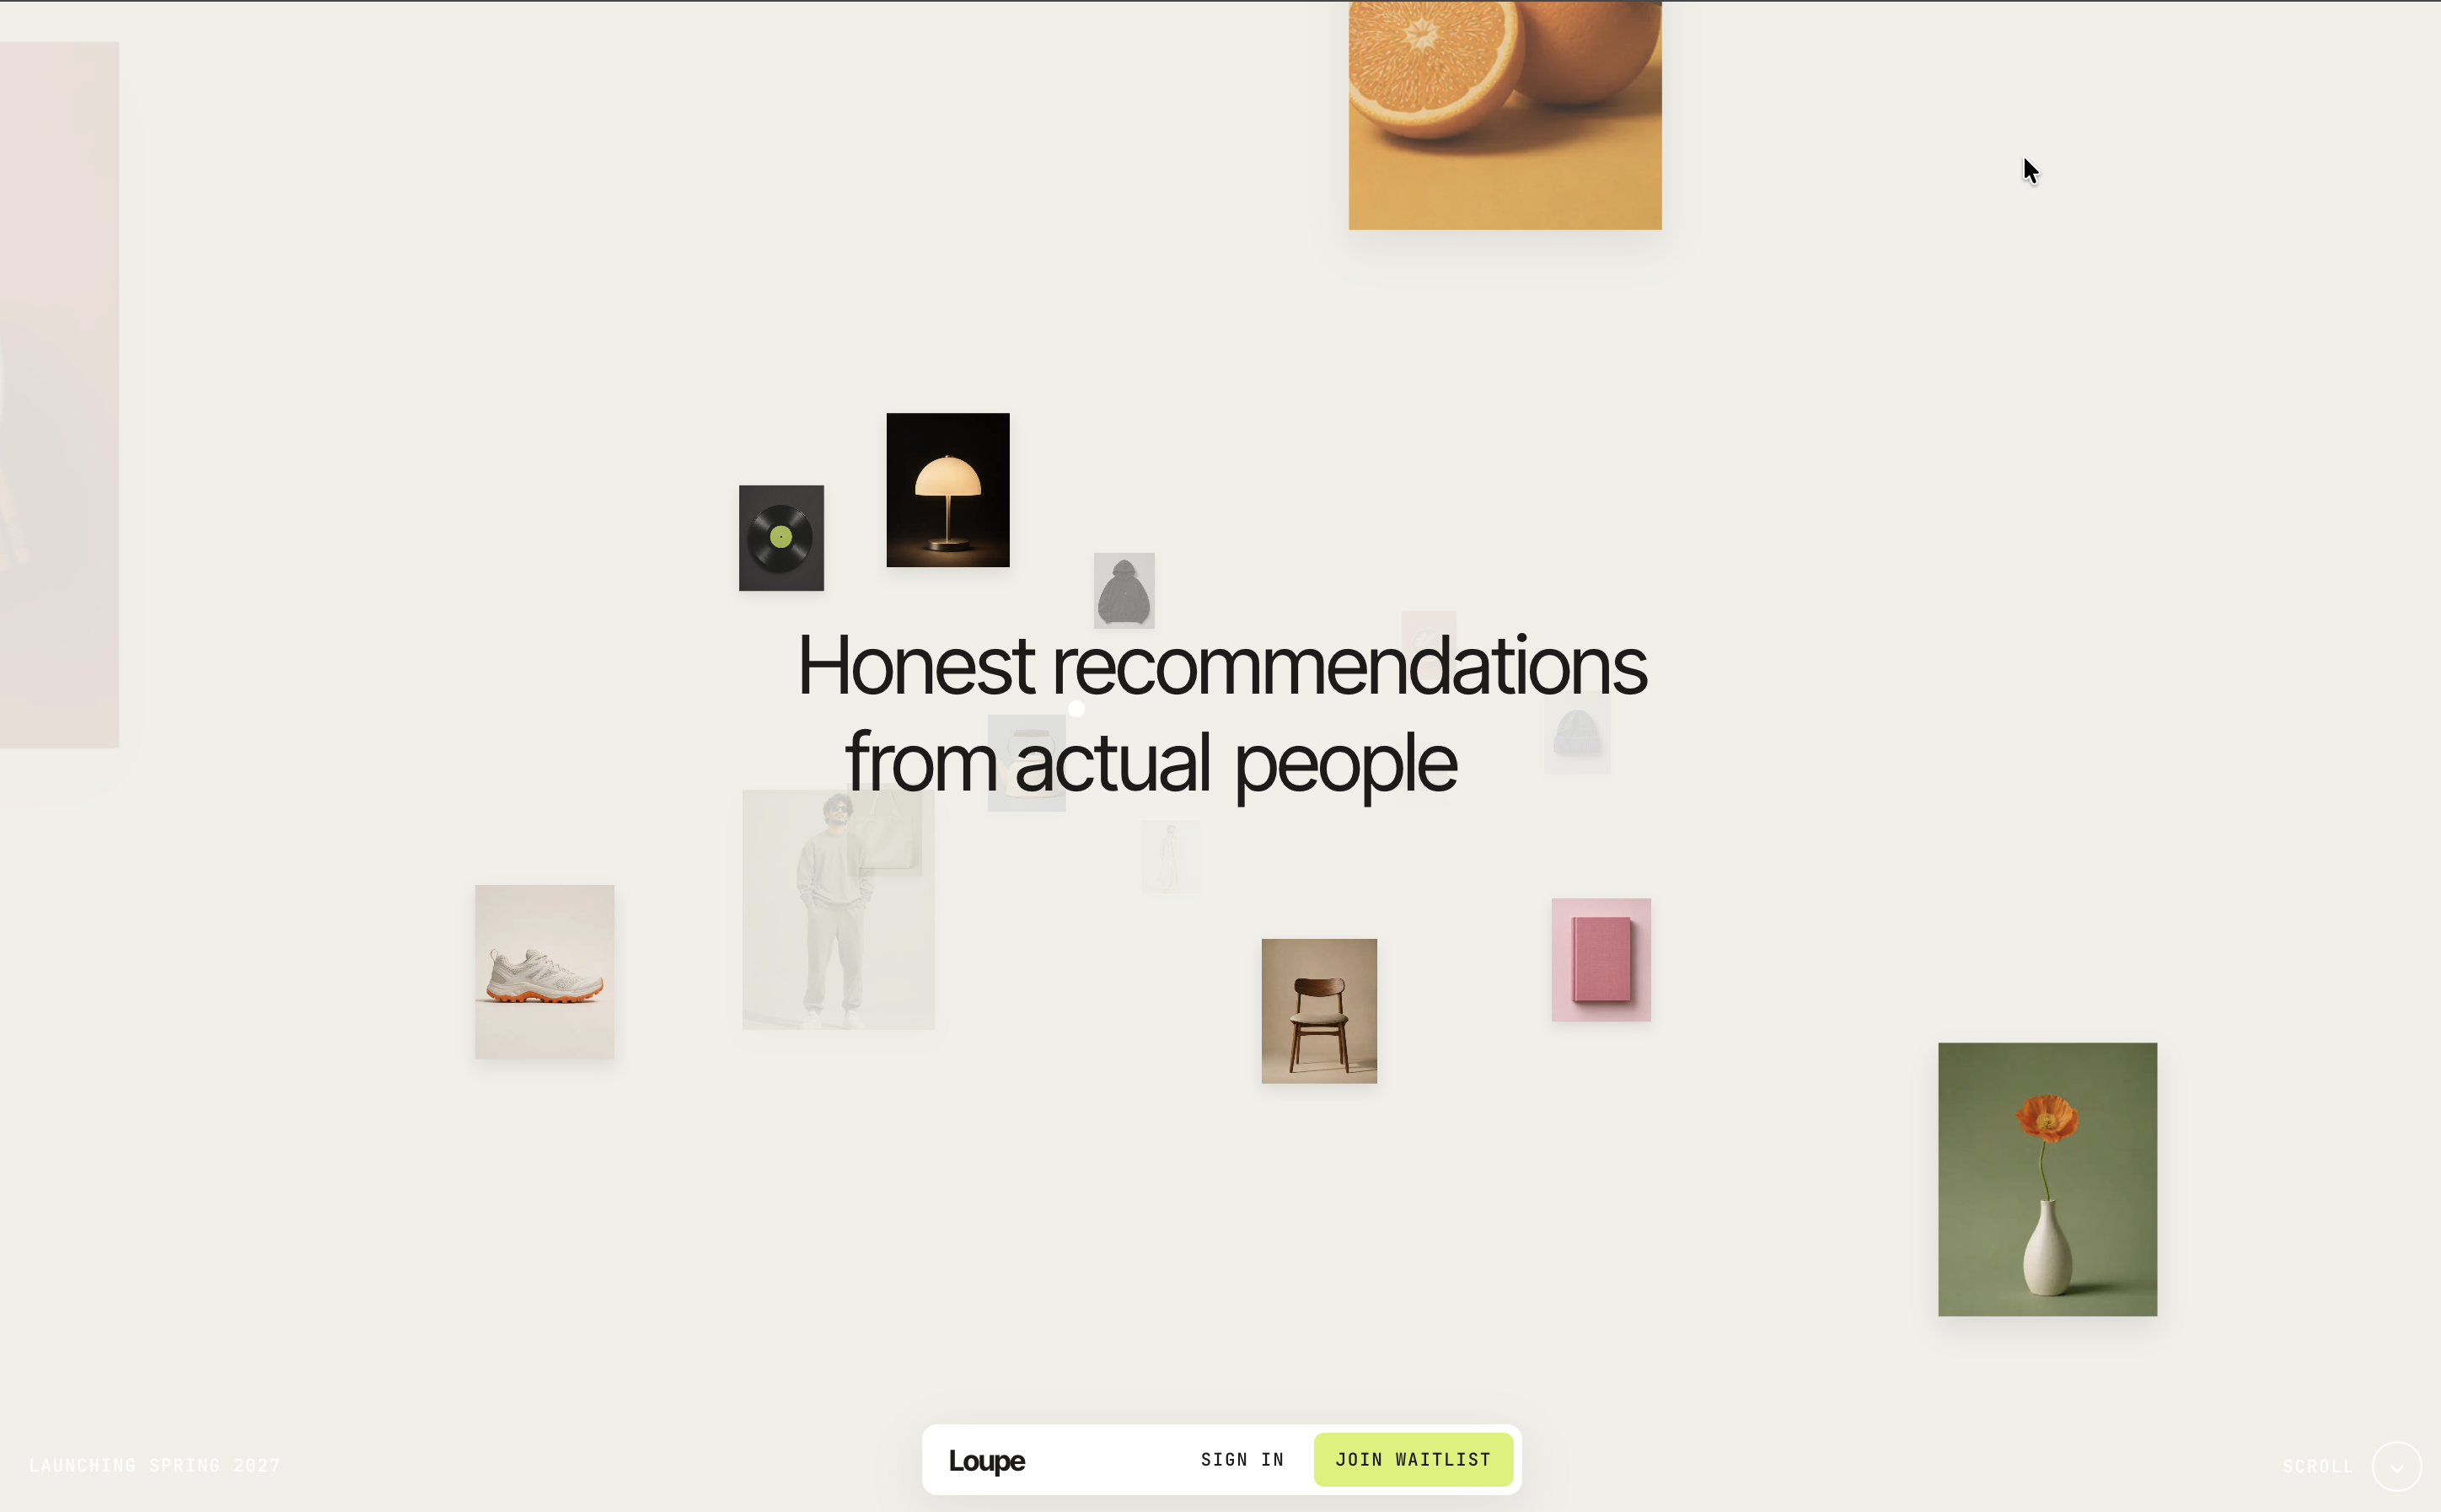 Honest recommendations
from actual people
LAUNCHING SPRING 2027
Loupe
SIGN IN
JOIN WAITLIST
SCROLL